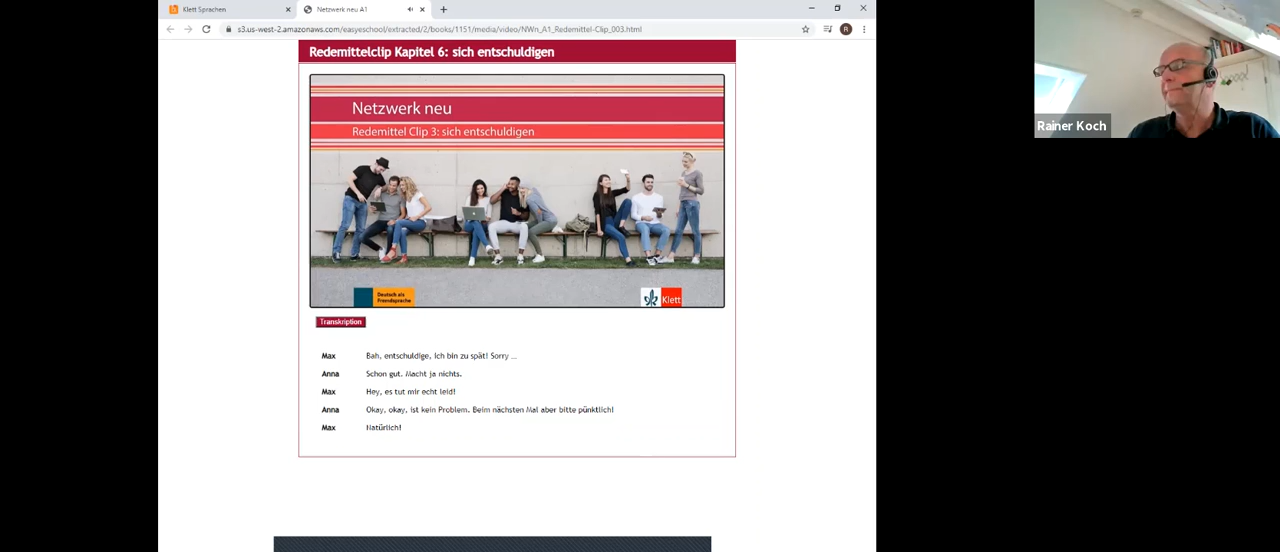 Klett Sprachen
Netzwerk neu A1
s3.us-west-2.amazonaws.com/easyeschool/extracted/2/books/1151/media/video/NWn_A1_Redemittel-Clip_003.html
R
Redemittelclip Kapitel 6: sich entschuldigen
Netzwerk neu
Redemittel Clip 3: sich entschuldigen
Deutsch als
Fremdsprache
Klett
Transkription
Max Bah, entschuldige, ich bin zu spät! Sorry ...
Anna Schon gut. Macht ja nichts.
Max Hey, es tut mir echt leid!
Anna Okay, okay, ist kein Problem. Beim nächsten Mal aber bitte pünktlich!
Max Natürlich!
Rainer Koch